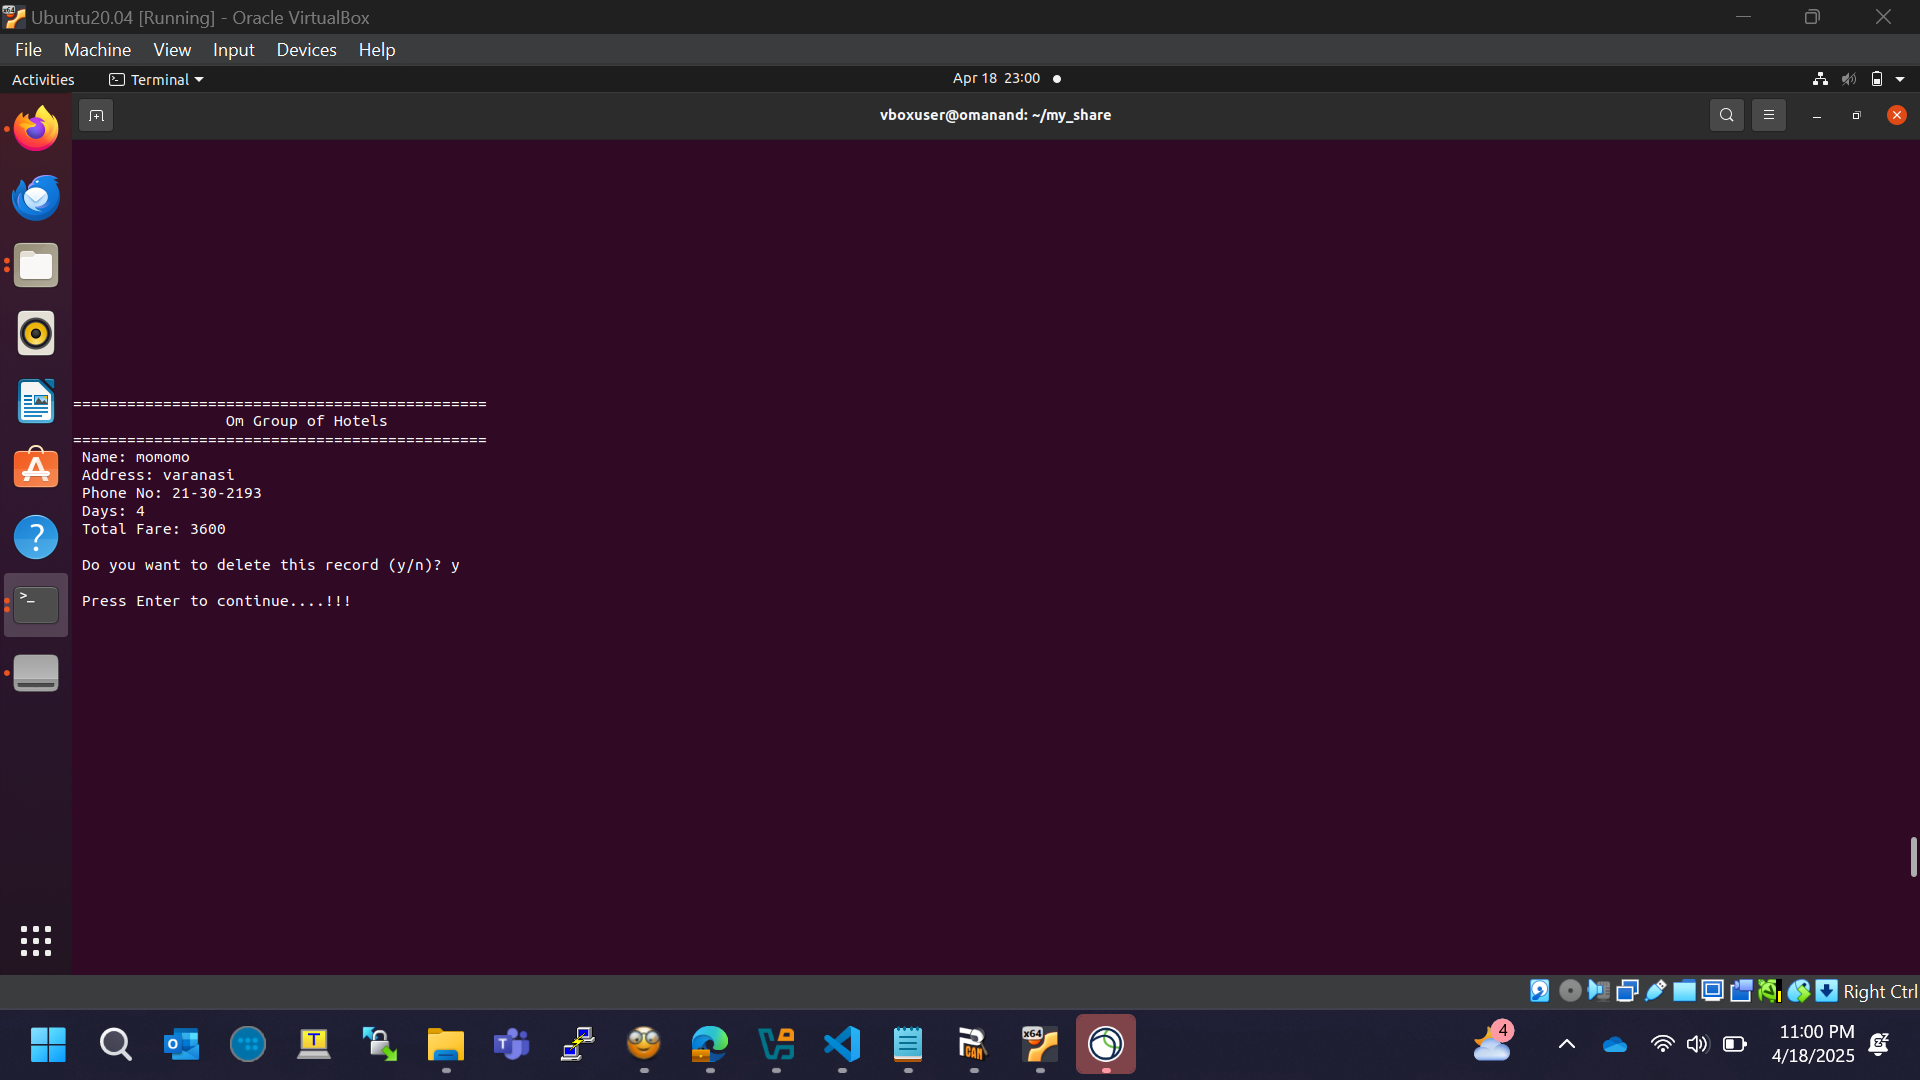 Ubuntu20.04 [Running] - Oracle VirtualBox
File Machine View Input Devices Help
Activities Terminal Apr 18 23:00
vboxuser@omanand: ~/my_share
=============================================
Om Group of Hotels
=============================================
Name: momomo
Address: varanasi
Phone No: 21-30-2193
Days: 4
Total Fare: 3600
Do you want to delete this record (y/n)? y
Press Enter to continue....!!!
Right Ctrl
4
11:00 PM
4/18/2025